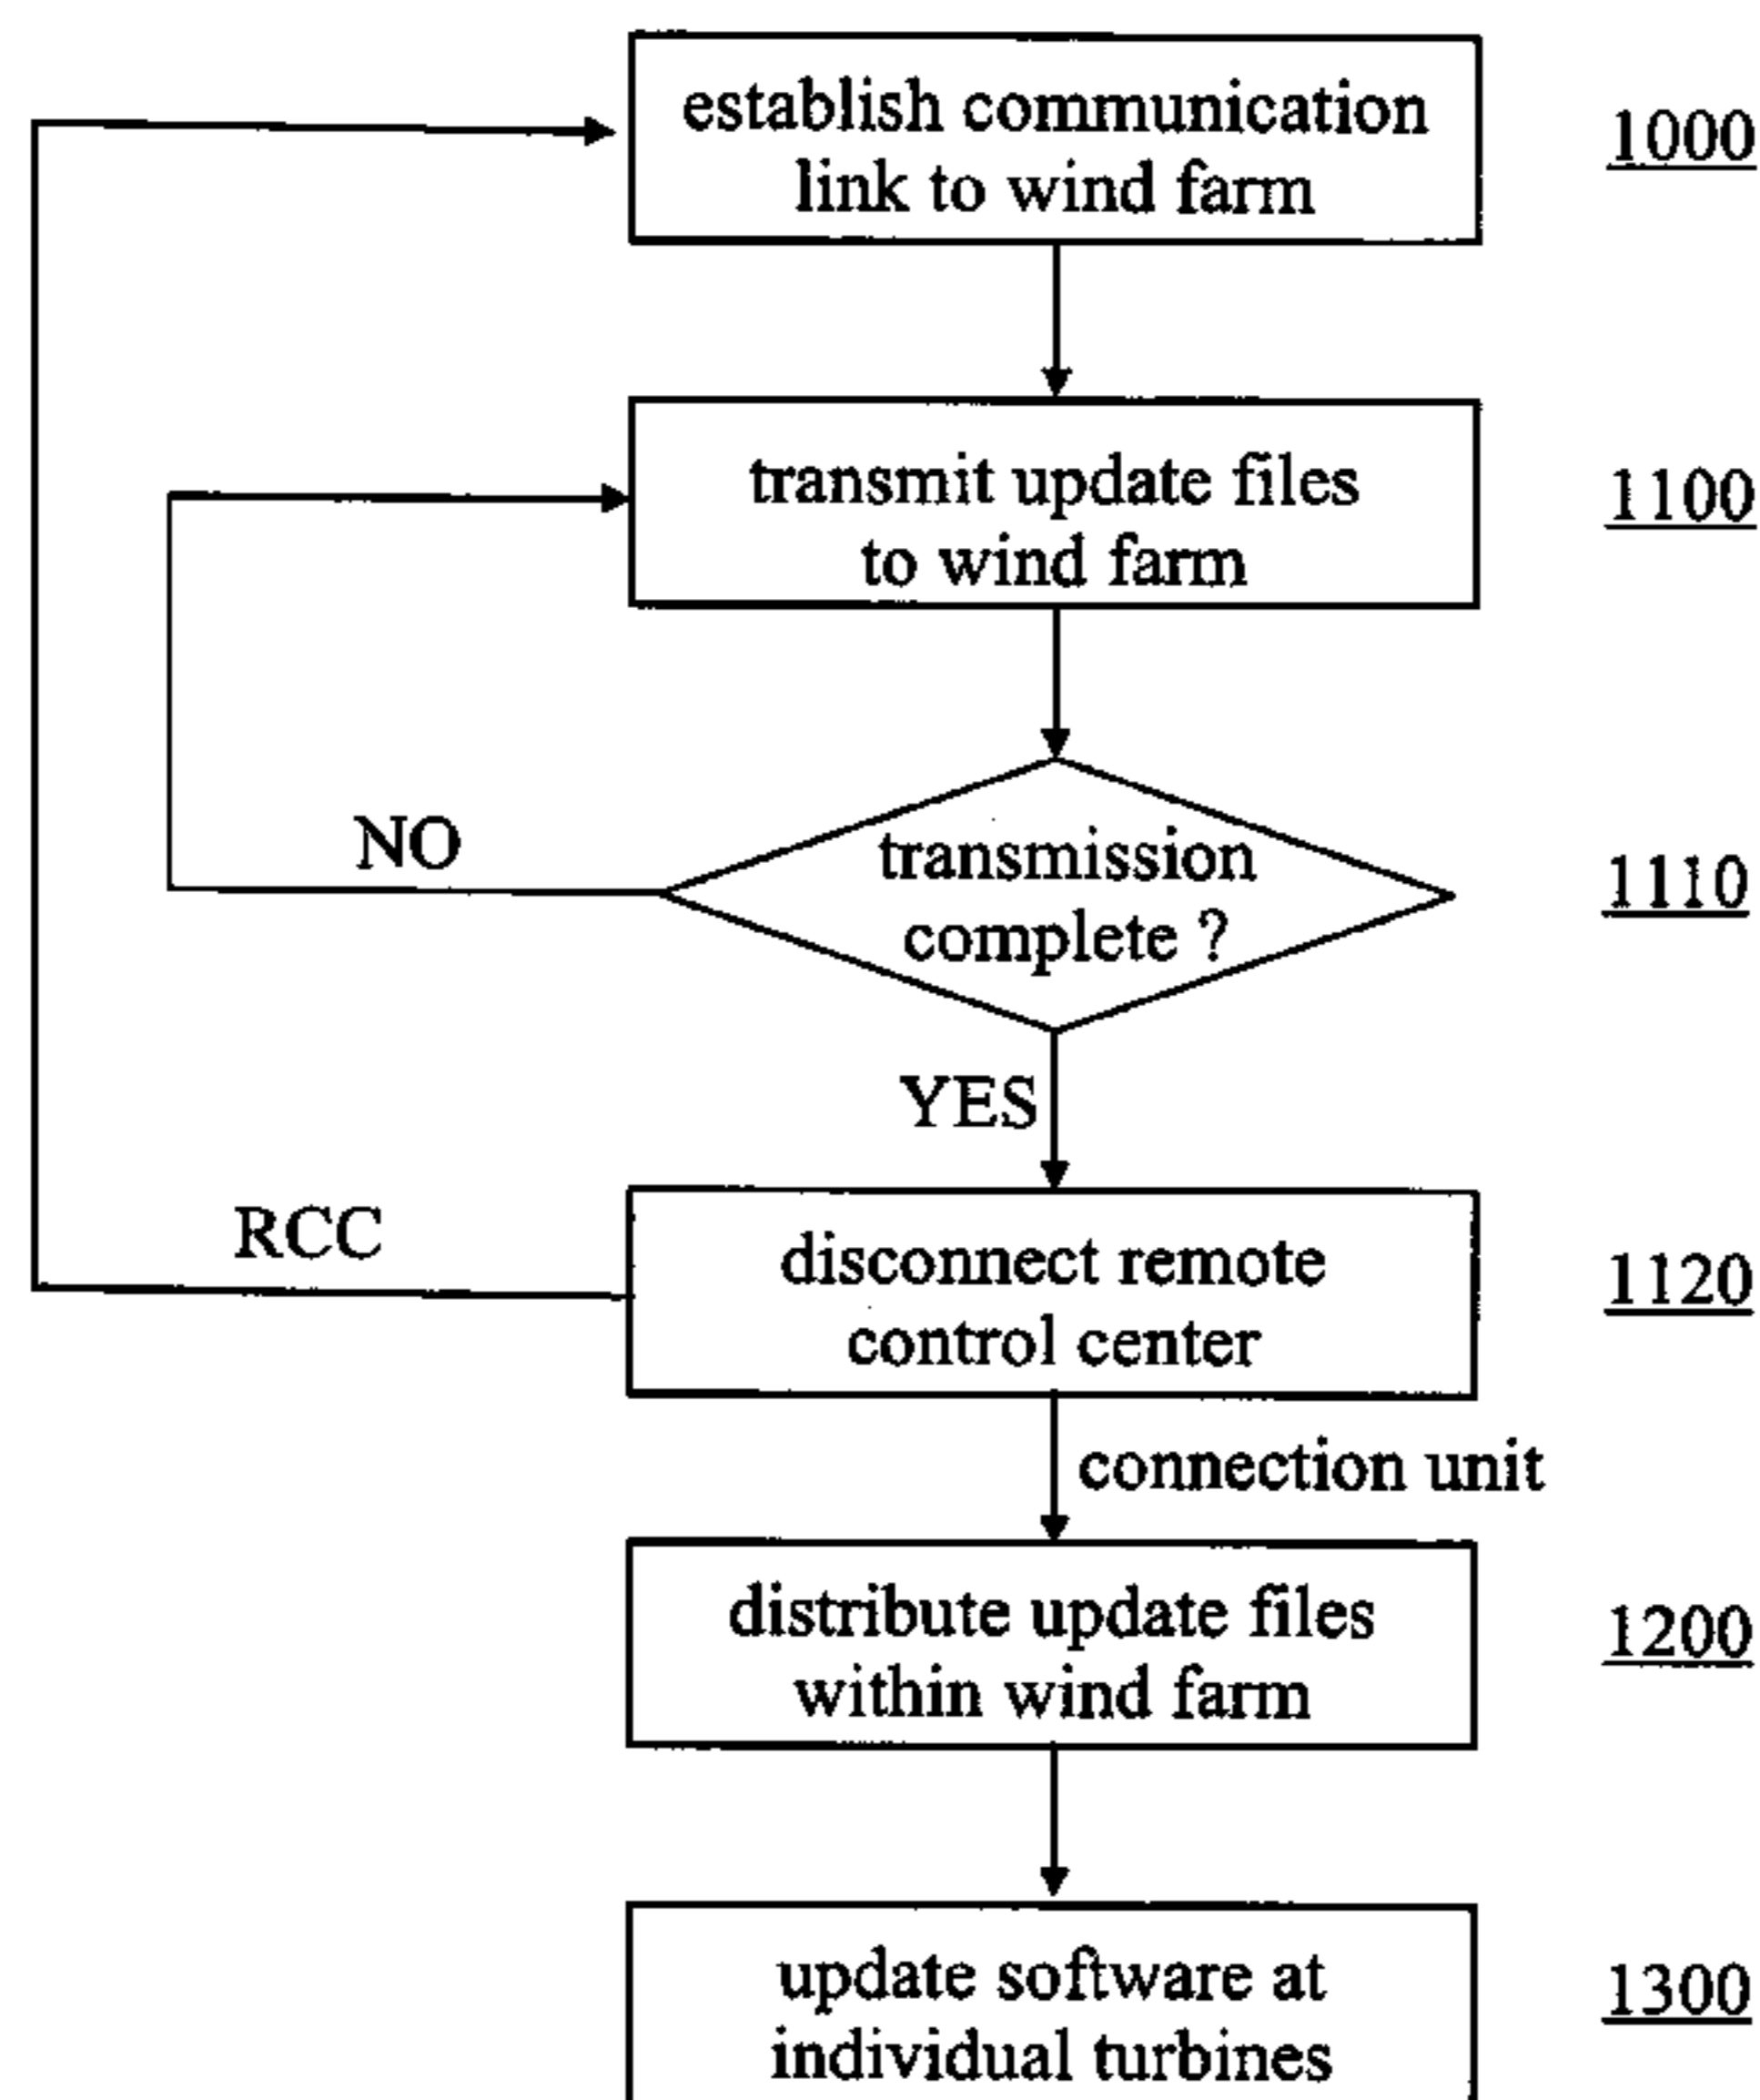 establish communication
link to wind farm
1000
transmit update files
to wind farm
1100
NO
transmission
complete ?
1110
YES
RCC
disconnect remote
control center
1120
connection unit
distribute update files
within wind farm
1200
update software at
individual turbines
1300